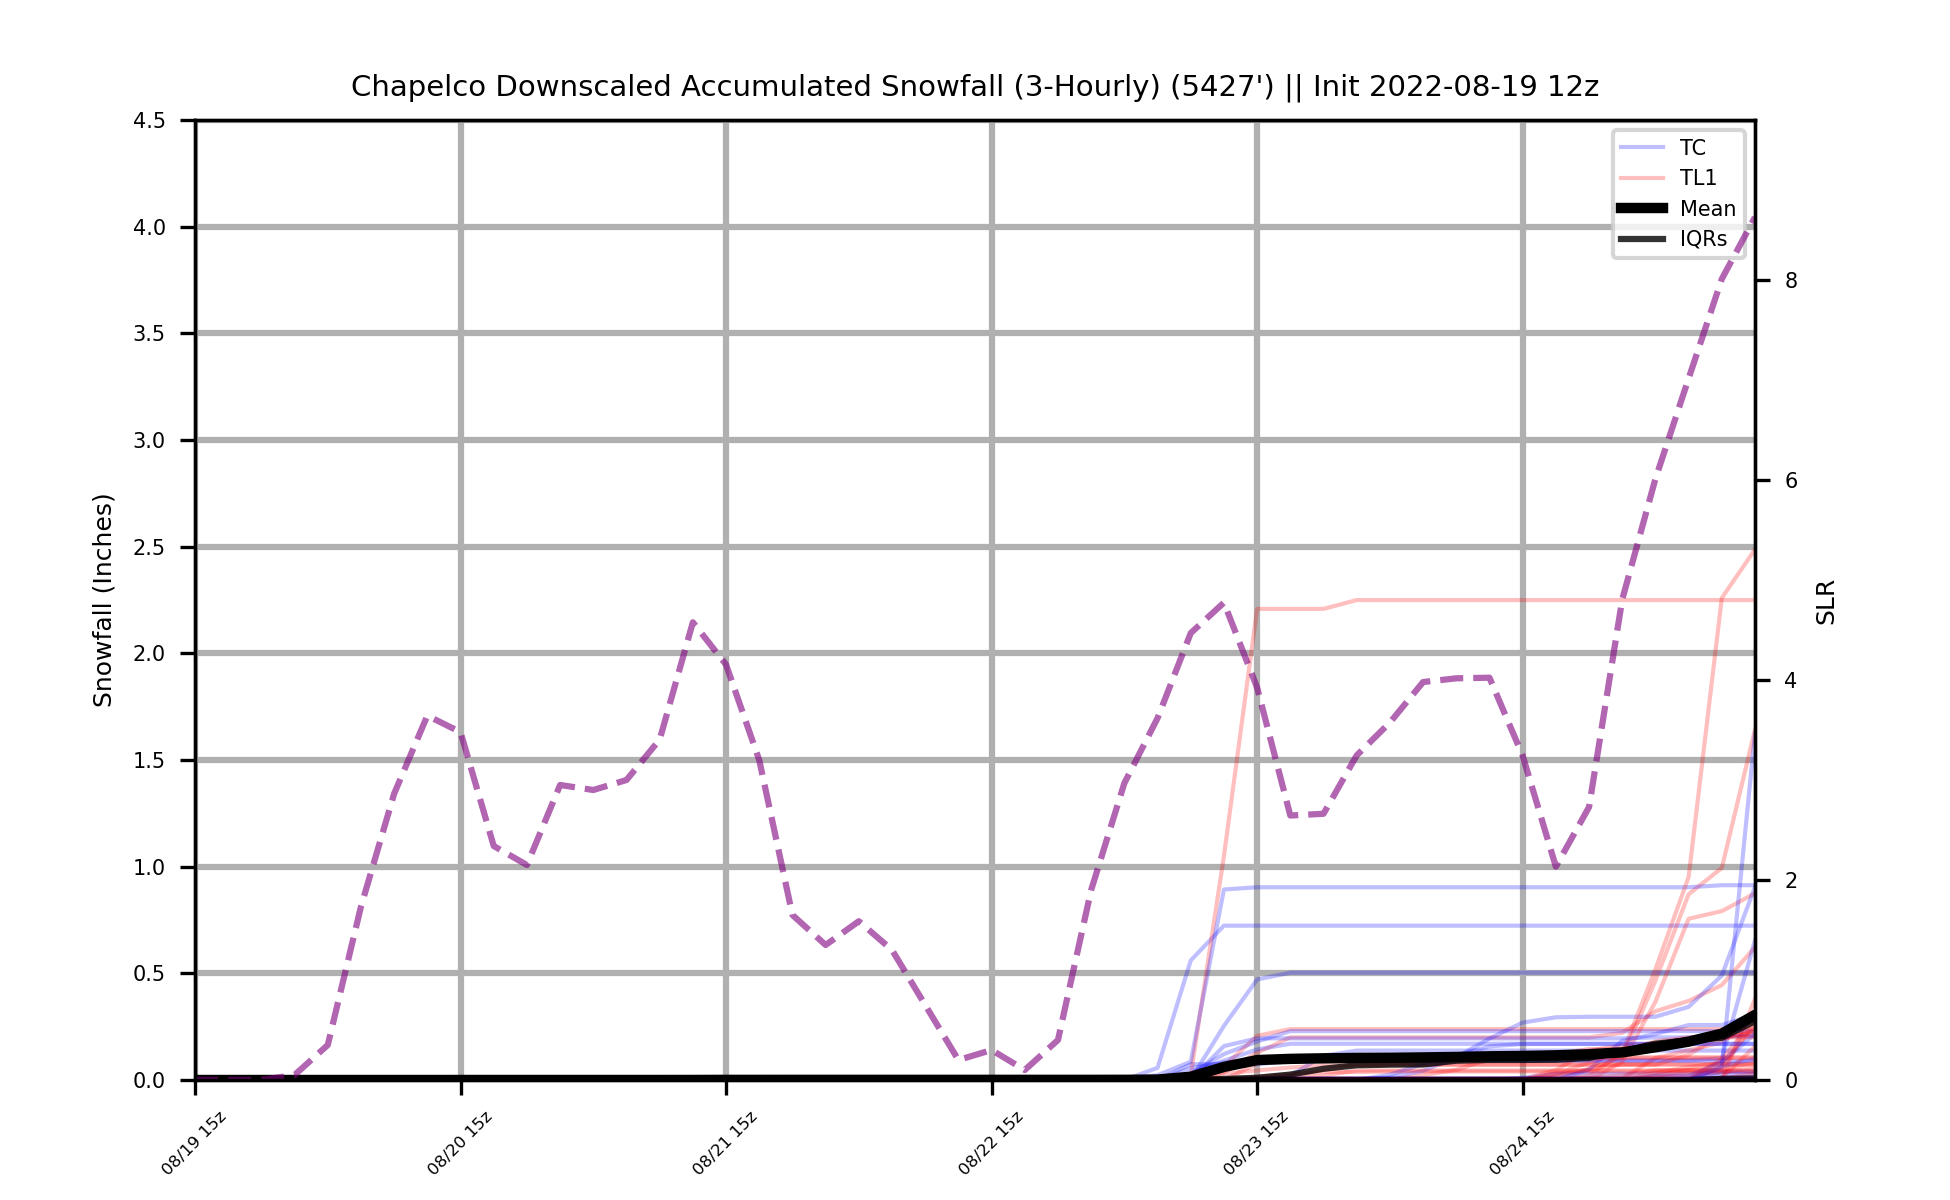 Chapelco Downscaled Accumulated Snowfall (3-Hourly) (5427') || Init 2022-08-19 12z
TC
TL1
Mean
IQRs
4.5
4.0
3.5
3.0
2.5
2.0
1.5
1.0
0.5
0.0
Snowfall (Inches)
8
6
4
2
0
SLR
08/19 15z
08/20 15z
08/21 15z
08/22 15z
08/23 15z
08/24 15z